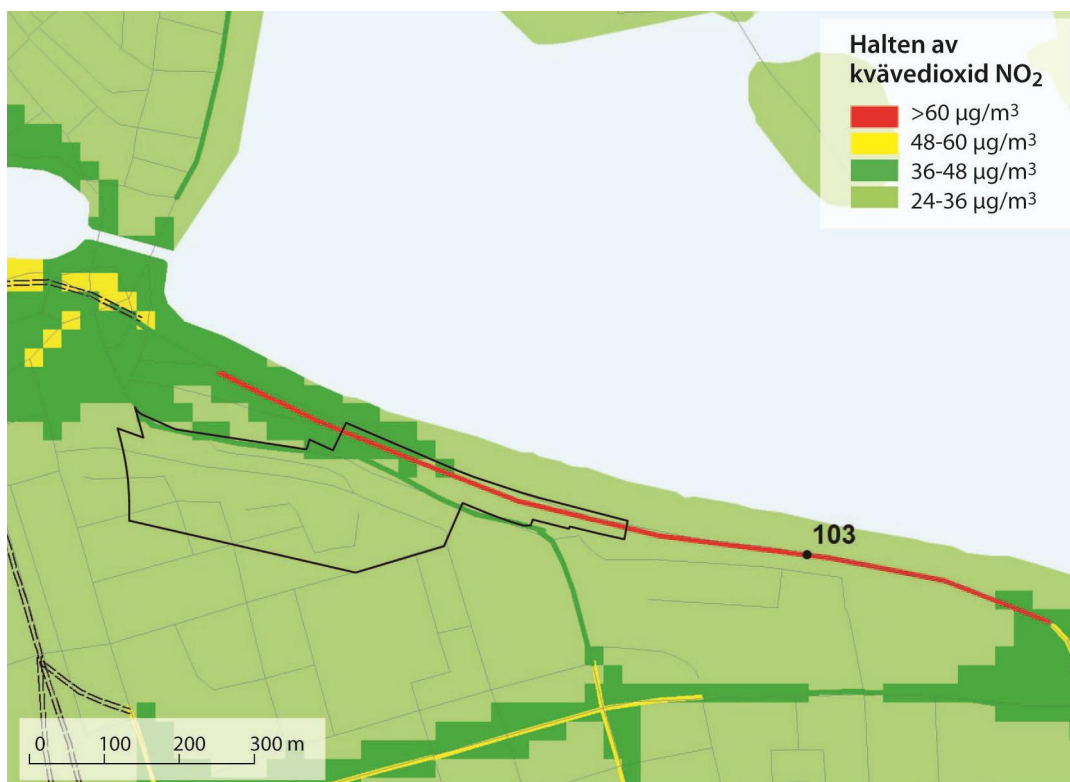 Halten av
kvävedioxid NO₂
>60 µg/m³
48-60 µg/m³
36-48 µg/m³
24-36 µg/m³
103
0 100 200 300 m